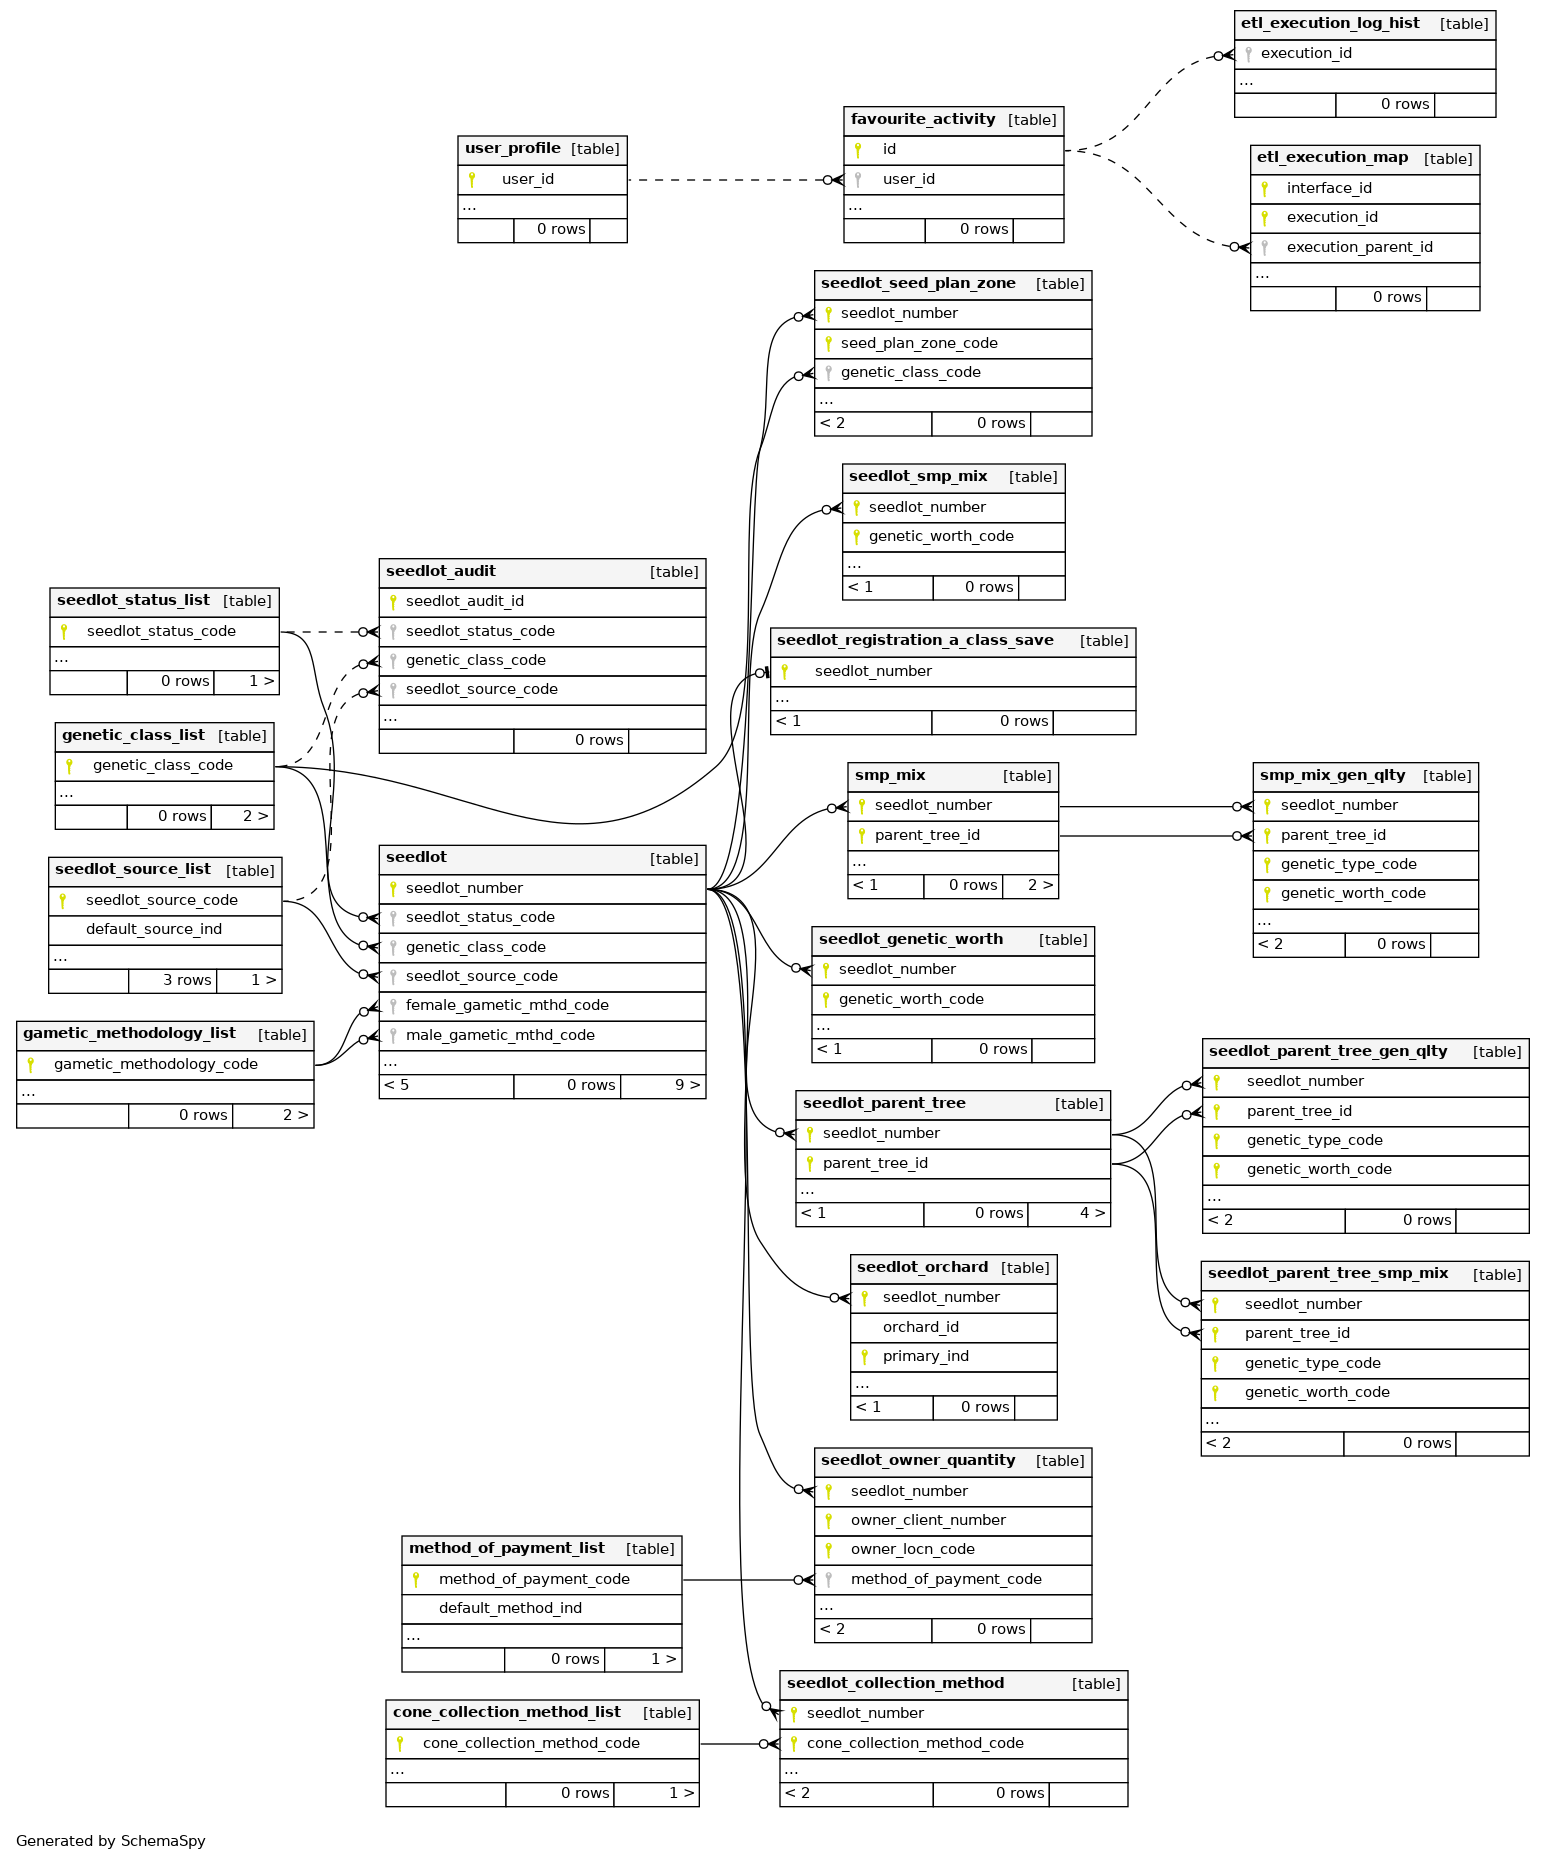 etl_execution_log_hist [table]
execution_id
...
0 rows
favourite_activity [table]
id
user_id
...
0 rows
user_profile [table]
user_id
...
0 rows
etl_execution_map [table]
interface_id
execution_id
execution_parent_id
...
0 rows
seedlot_seed_plan_zone [table]
seedlot_number
seed_plan_zone_code
genetic_class_code
...
< 2 0 rows
seedlot_smp_mix [table]
seedlot_number
genetic_worth_code
...
< 1 0 rows
seedlot_audit [table]
seedlot_audit_id
seedlot_status_code
genetic_class_code
seedlot_source_code
...
0 rows
seedlot_status_list [table]
seedlot_status_code
...
0 rows 1 >
seedlot_registration_a_class_save [table]
seedlot_number
...
< 1 0 rows
genetic_class_list [table]
genetic_class_code
...
0 rows 2 >
smp_mix [table]
seedlot_number
parent_tree_id
...
< 1 0 rows 2 >
smp_mix_gen_qlty [table]
seedlot_number
parent_tree_id
genetic_type_code
genetic_worth_code
...
< 2 0 rows
seedlot_source_list [table]
seedlot_source_code
default_source_ind
...
3 rows 1 >
seedlot [table]
seedlot_number
seedlot_status_code
genetic_class_code
seedlot_source_code
female_gametic_mthd_code
male_gametic_mthd_code
...
< 5 0 rows 9 >
gametic_methodology_list [table]
gametic_methodology_code
...
0 rows 2 >
seedlot_genetic_worth [table]
seedlot_number
genetic_worth_code
...
< 1 0 rows
seedlot_parent_tree_gen_qlty [table]
seedlot_number
parent_tree_id
genetic_type_code
genetic_worth_code
...
< 2 0 rows
seedlot_parent_tree [table]
seedlot_number
parent_tree_id
...
< 1 0 rows 4 >
seedlot_orchard [table]
seedlot_number
orchard_id
primary_ind
...
< 1 0 rows
seedlot_parent_tree_smp_mix [table]
seedlot_number
parent_tree_id
genetic_type_code
genetic_worth_code
...
< 2 0 rows
seedlot_owner_quantity [table]
seedlot_number
owner_client_number
owner_locn_code
method_of_payment_code
...
< 2 0 rows
method_of_payment_list [table]
method_of_payment_code
default_method_ind
...
0 rows 1 >
seedlot_collection_method [table]
seedlot_number
cone_collection_method_code
...
< 2 0 rows
cone_collection_method_list [table]
cone_collection_method_code
...
0 rows 1 >
Generated by SchemaSpy